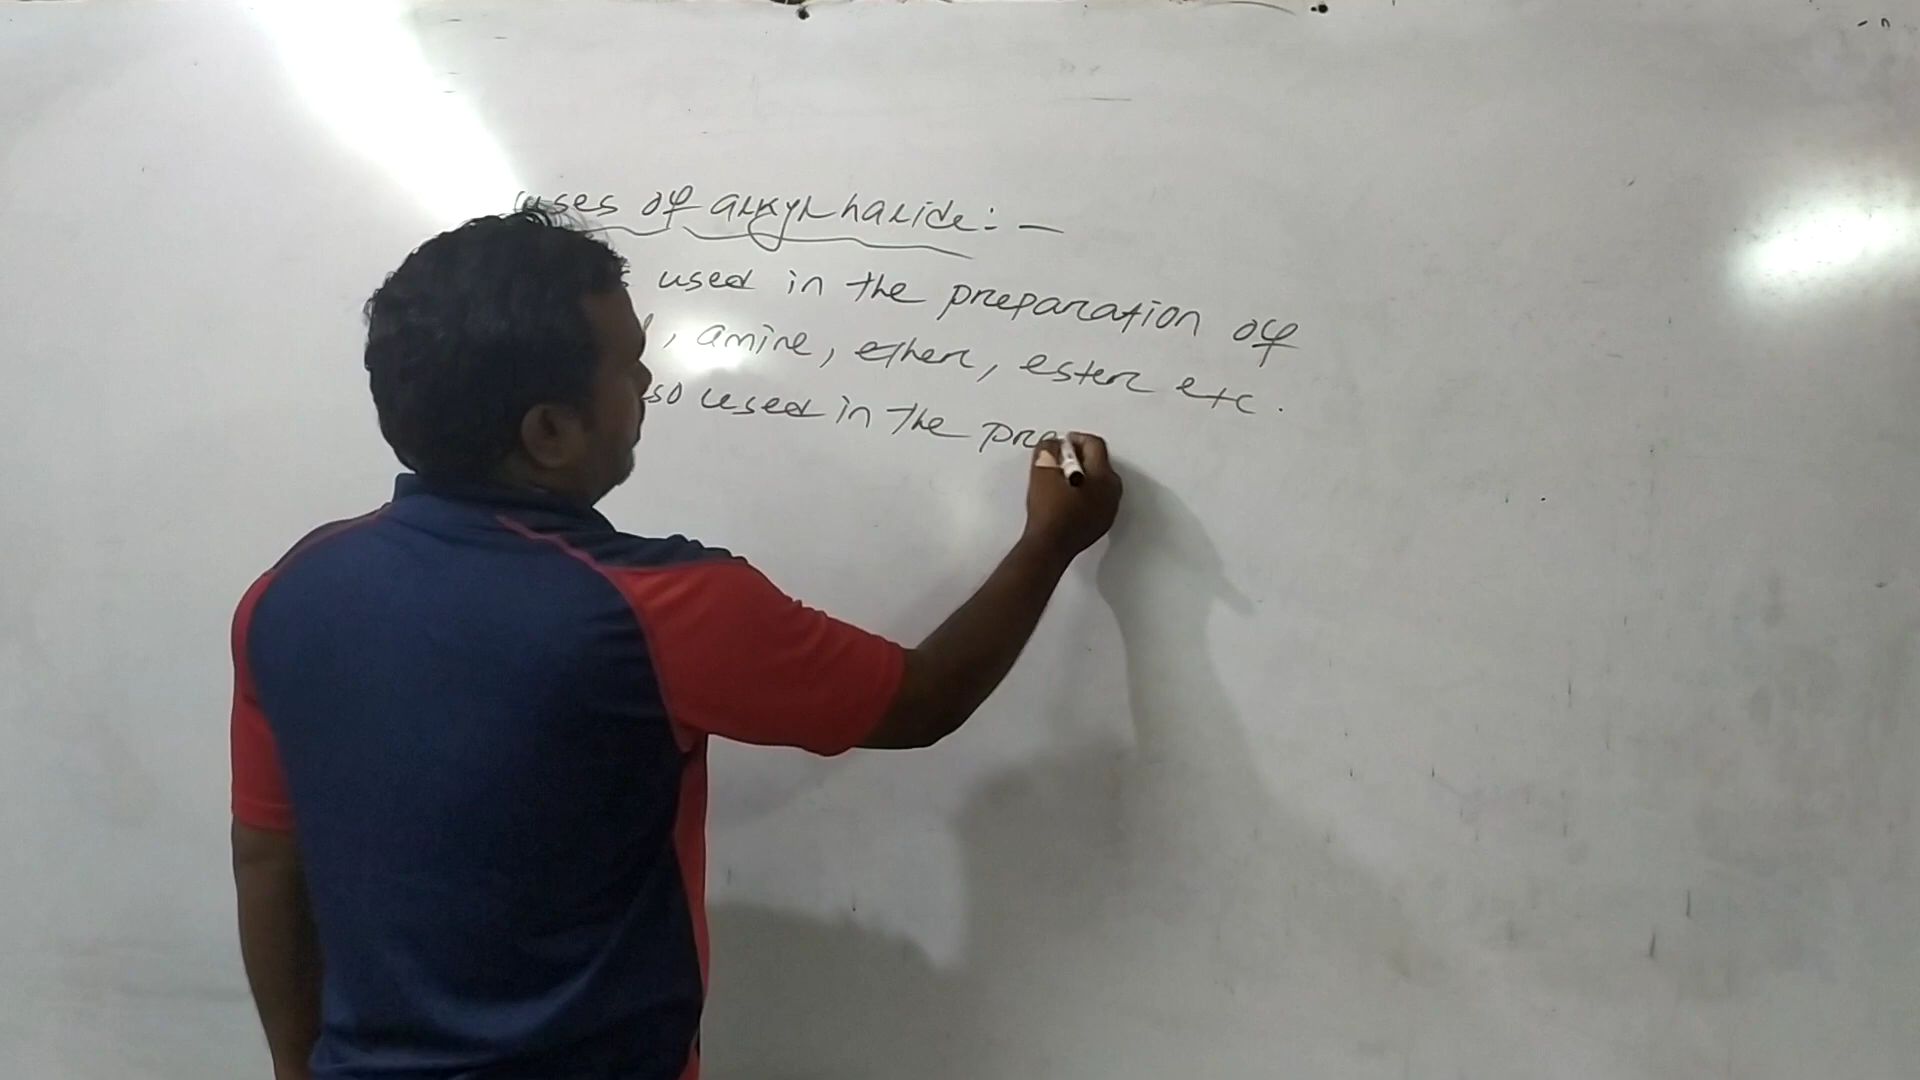 uses of alkyl halide:-
used in the preparation of
, amine, ether, ester etc.
so used in the pre